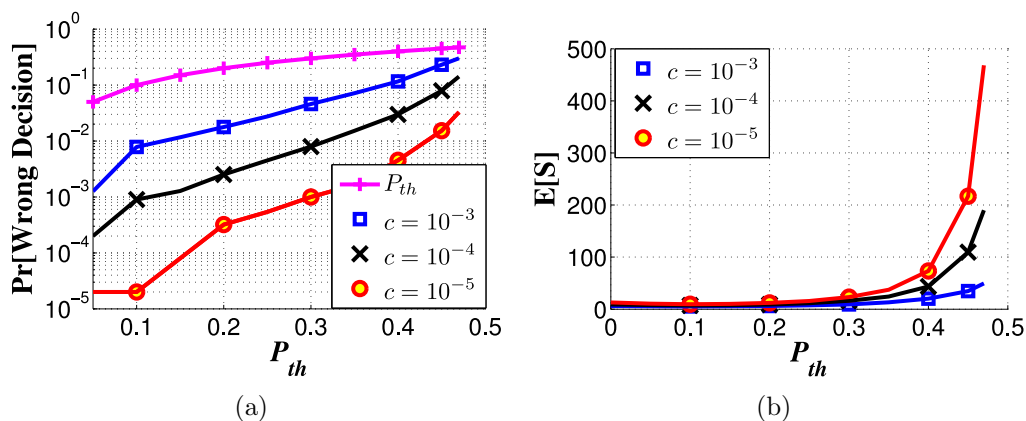 Pr[Wrong Decision]
10^0
10^-1
10^-2
10^-3
10^-4
10^-5
0.1 0.2 0.3 0.4 0.5
P_th
P_th
c = 10^-3
c = 10^-4
c = 10^-5
(a)
E[S]
500
400
300
200
100
0
0 0.1 0.2 0.3 0.4 0.5
P_th
c = 10^-3
c = 10^-4
c = 10^-5
(b)